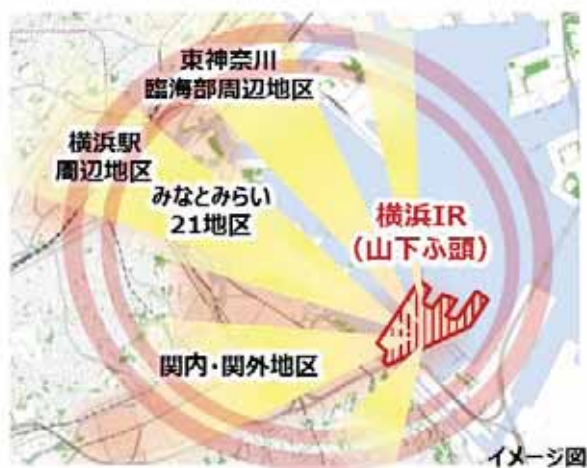 東神奈川
臨海部周辺地区
横浜駅
周辺地区
みなとみらい
21地区
横浜IR
(山下ふ頭)
関内・関外地区
イメージ図